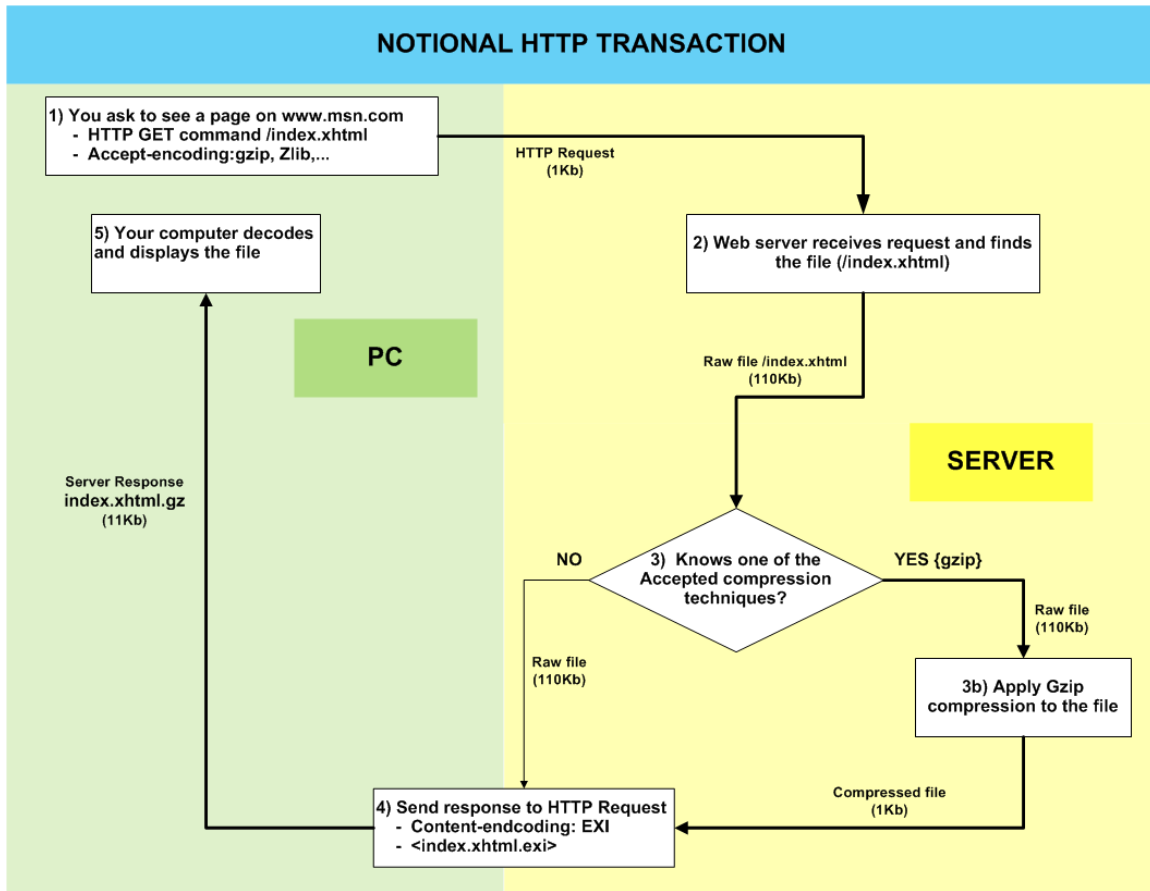 NOTIONAL HTTP TRANSACTION
1) You ask to see a page on www.msn.com
- HTTP GET command /index.xhtml
- Accept-encoding:gzip, Zlib,...
HTTP Request
(1Kb)
2) Web server receives request and finds
the file (/index.xhtml)
5) Your computer decodes
and displays the file
PC
Raw file /index.xhtml
(110Kb)
SERVER
Server Response
index.xhtml.gz
(11Kb)
NO
3) Knows one of the
Accepted compression
techniques?
YES {gzip}
Raw file
(110Kb)
Raw file
(110Kb)
3b) Apply Gzip
compression to the file
Compressed file
(1Kb)
4) Send response to HTTP Request
- Content-endcoding: EXI
- <index.xhtml.exi>